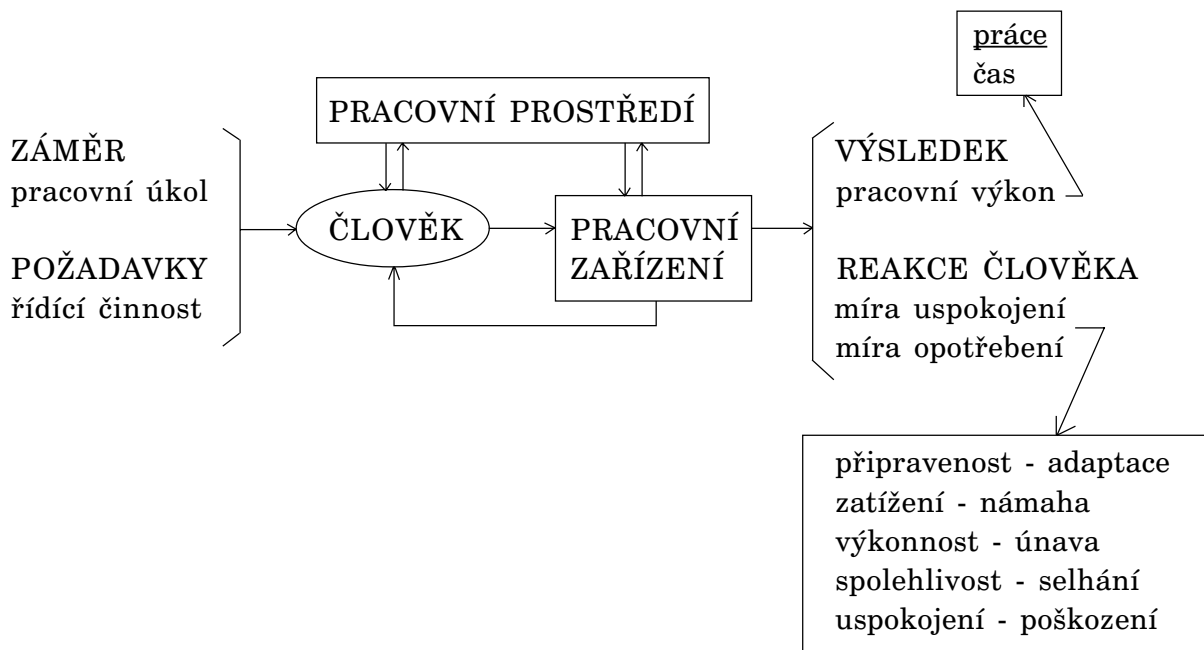 práce
čas
PRACOVNÍ PROSTŘEDÍ
ZÁMĚR
pracovní úkol
POŽADAVKY
řídící činnost
ČLOVĚK
PRACOVNÍ
ZAŘÍZENÍ
VÝSLEDEK
pracovní výkon
REAKCE ČLOVĚKA
míra uspokojení
míra opotřebení
připravenost - adaptace
zatížení - námaha
výkonnost - únava
spolehlivost - selhání
uspokojení - poškození